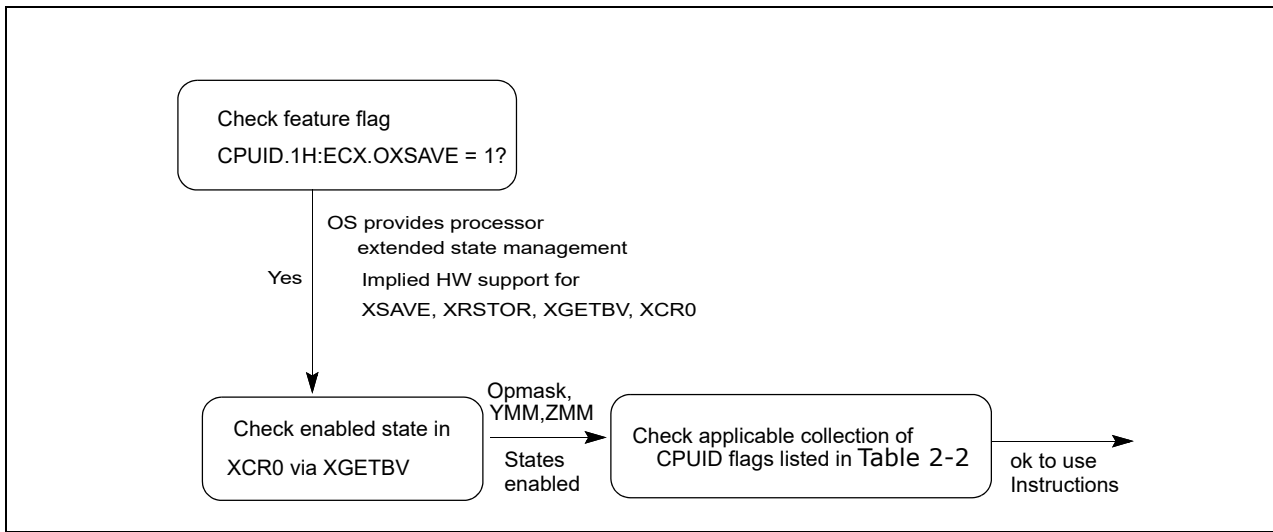 Check feature flag
CPUID.1H:ECX.OXSAVE = 1?
OS provides processor
extended state management
Yes
Implied HW support for
XSAVE, XRSTOR, XGETBV, XCR0
Check enabled state in
XCR0 via XGETBV
Opmask,
YMM,ZMM
States
enabled
Check applicable collection of
CPUID flags listed in Table 2-2
ok to use
Instructions